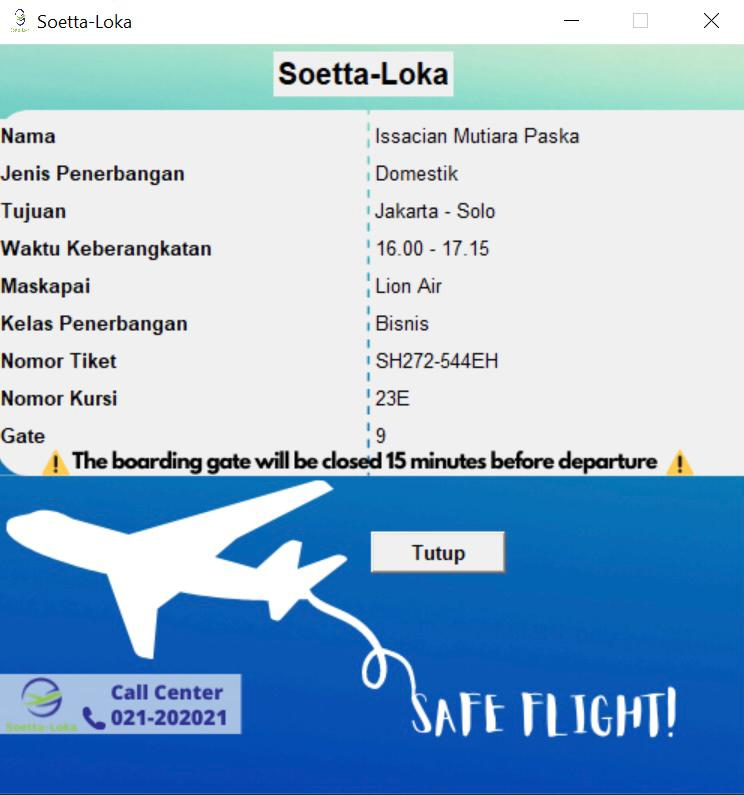 Soetta-Loka
Soetta-Loka
Nama Issacian Mutiara Paska
Jenis Penerbangan Domestik
Tujuan Jakarta - Solo
Waktu Keberangkatan 16.00 - 17.15
Maskapai Lion Air
Kelas Penerbangan Bisnis
Nomor Tiket SH272-544EH
Nomor Kursi 23E
Gate 9
The boarding gate will be closed 15 minutes before departure
Tutup
Call Center
021-202021
Soetta-Loka
SAFE FLIGHT!